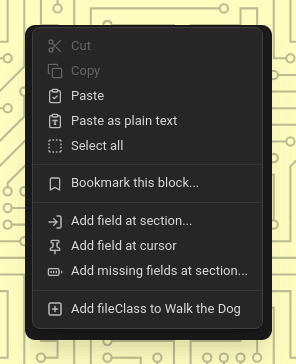 Cut
Copy
Paste
Paste as plain text
Select all
Bookmark this block...
Add field at section...
Add field at cursor
Add missing fields at section...
Add fileClass to Walk the Dog